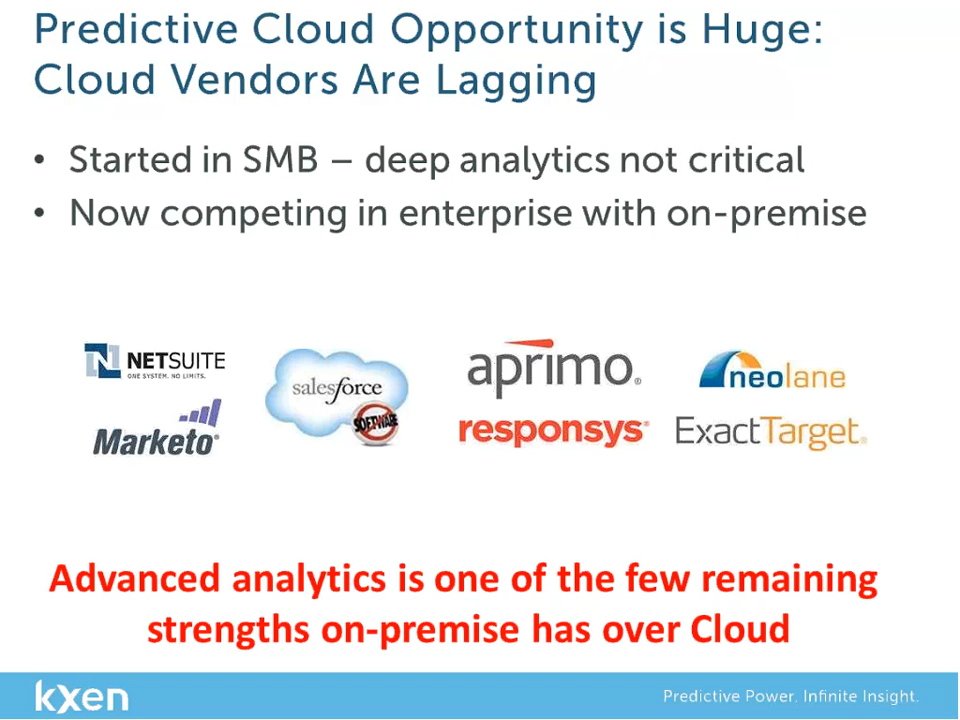 Predictive Cloud Opportunity is Huge:
Cloud Vendors Are Lagging
• Started in SMB – deep analytics not critical
• Now competing in enterprise with on-premise
N NETSUITE
ONE SYSTEM. NO LIMITS.
Marketo®
salesforce
SOFTWARE
aprimo®
responsys®
neolane
ExactTarget®
Advanced analytics is one of the few remaining
strengths on-premise has over Cloud
kxen
Predictive Power. Infinite Insight.